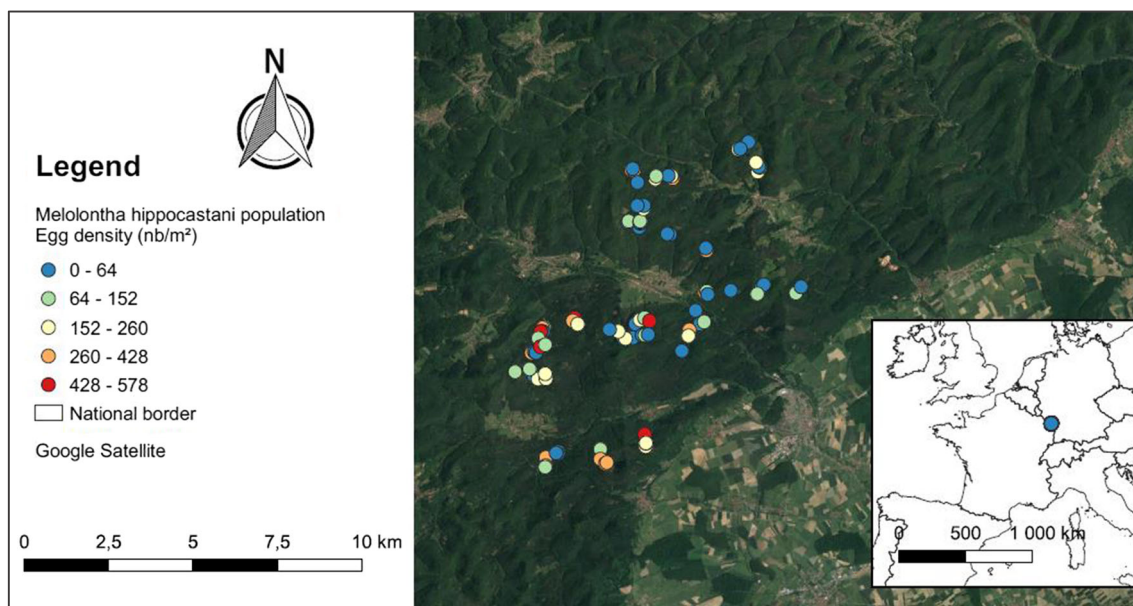 N
Legend
Melolontha hippocastani population
Egg density (nb/m²)
0 - 64
64 - 152
152 - 260
260 - 428
428 - 578
National border
Google Satellite
0 2,5 5 7,5 10 km
0 500 1 000 km